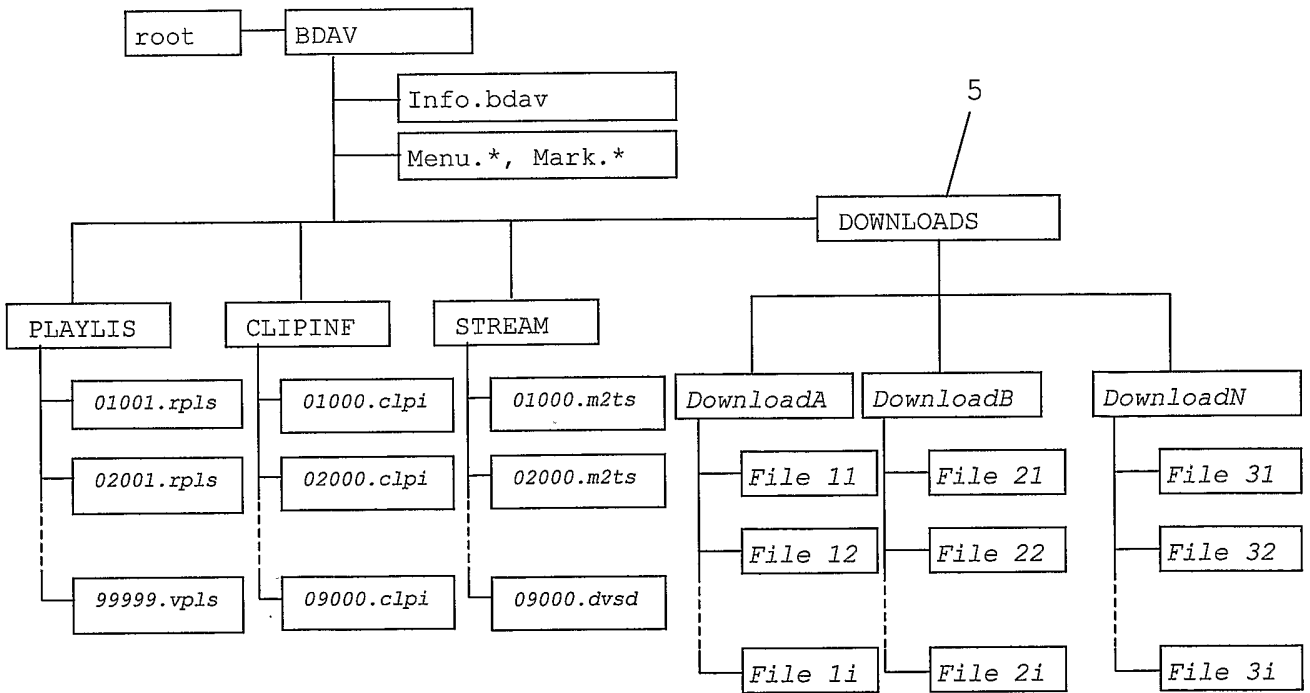 root
BDAV
Info.bdav
Menu.*, Mark.*
5
DOWNLOADS
PLAYLIS
CLIPINF
STREAM
01001.rpls
02001.rpls
99999.vpls
01000.clpi
02000.clpi
09000.clpi
01000.m2ts
02000.m2ts
09000.dvsd
DownloadA
DownloadB
DownloadN
File 11
File 12
File 1i
File 21
File 22
File 2i
File 31
File 32
File 3i